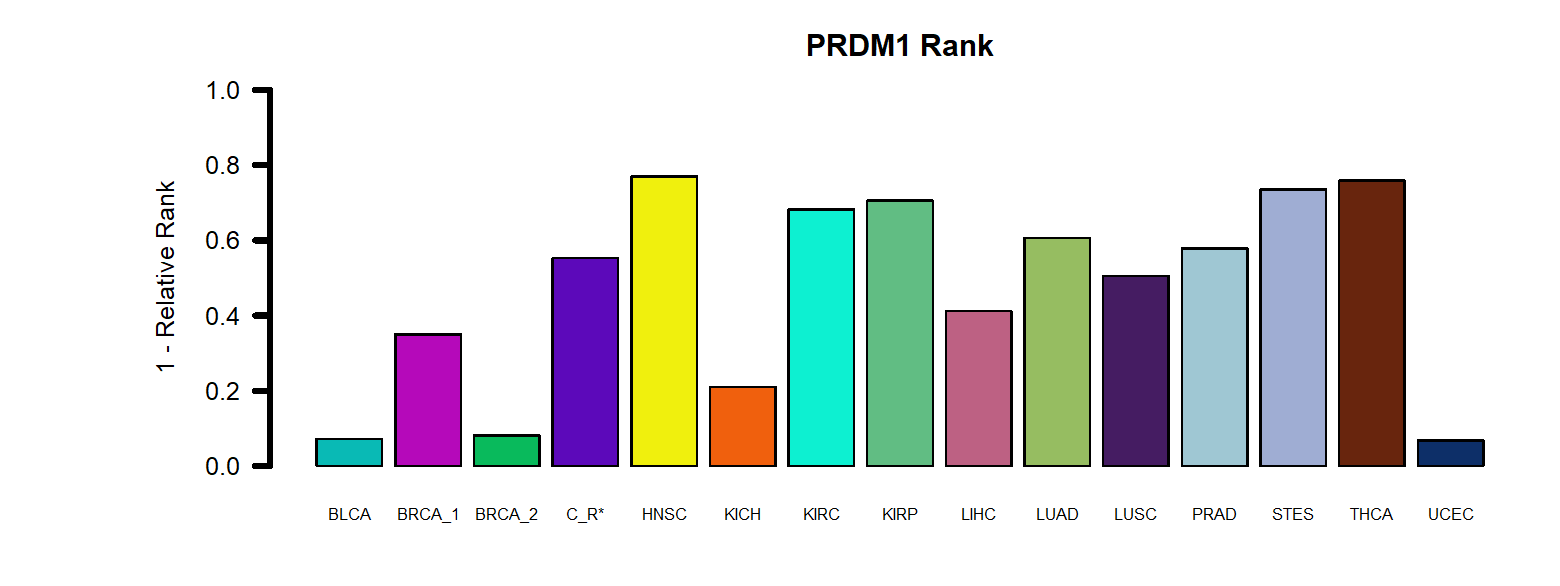 PRDM1 Rank
1 - Relative Rank
1.0
0.8
0.6
0.4
0.2
0.0
BLCA BRCA_1 BRCA_2 C_R* HNSC KICH KIRC KIRP LIHC LUAD LUSC PRAD STES THCA UCEC